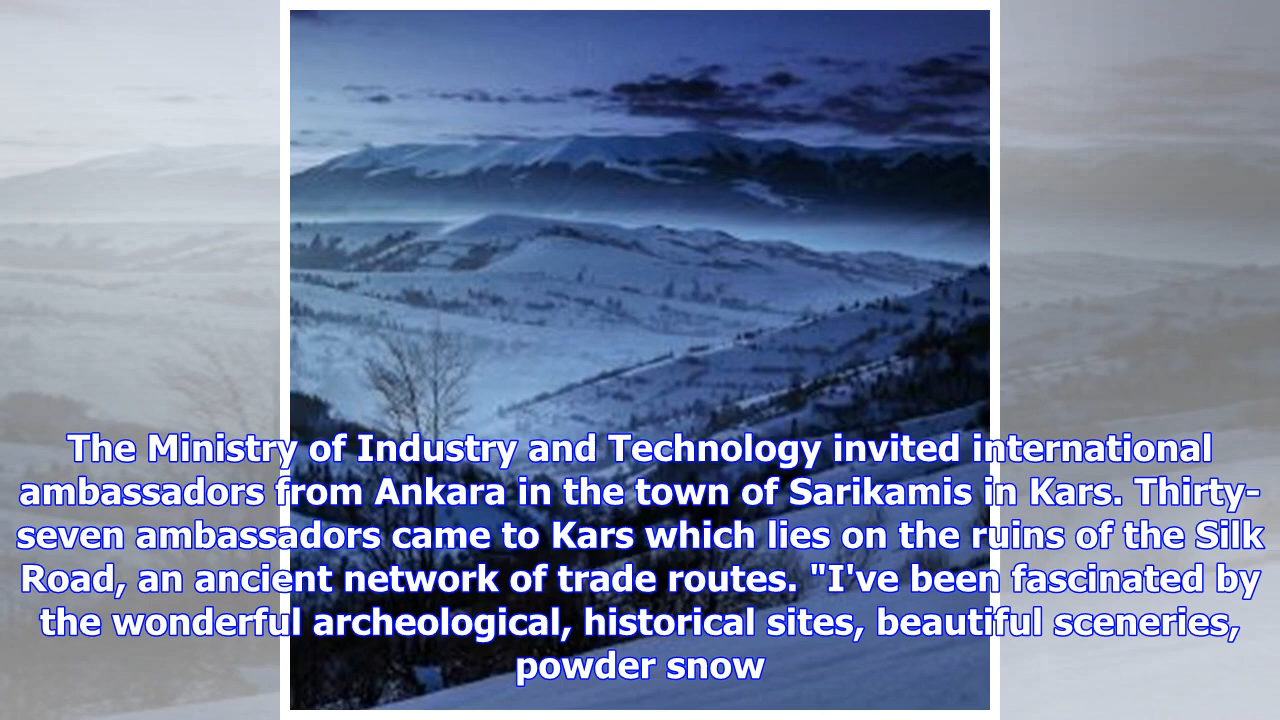 The Ministry of Industry and Technology invited international
ambassadors from Ankara in the town of Sarikamis in Kars. Thirty-
seven ambassadors came to Kars which lies on the ruins of the Silk
Road, an ancient network of trade routes. "I've been fascinated by
the wonderful archeological, historical sites, beautiful sceneries,
powder snow